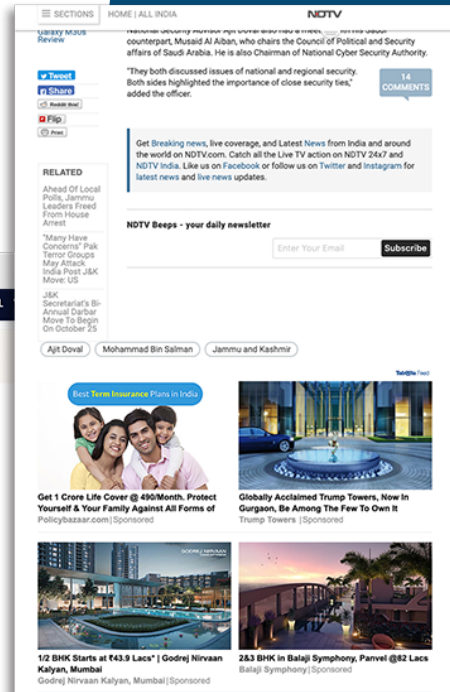 ☰ SECTIONS HOME | ALL INDIA NDTV
Galaxy M30s
Review
National Security Advisor Ajit Doval also had a meet his Saudi
counterpart, Musaid Al Aiban, who chairs the Council of Political and Security
affairs of Saudi Arabia. He is also Chairman of National Cyber Security Authority.
"They both discussed issues of national and regional security.
Both sides highlighted the importance of close security ties,"
added the officer.
14
COMMENTS
Tweet
Share
Reddit this!
Flip
Print
Get Breaking news, live coverage, and Latest News from India and around
the world on NDTV.com. Catch all the Live TV action on NDTV 24x7 and
NDTV India. Like us on Facebook or follow us on Twitter and Instagram for
latest news and live news updates.
RELATED
Ahead Of Local
Polls, Jammu
Leaders Freed
From House
Arrest
"Many Have
Concerns" Pak
Terror Groups
May Attack
India Post J&K
Move: US
J&K
Secretariat's Bi-
Annual Darbar
Move To Begin
On October 25
NDTV Beeps - your daily newsletter
Enter Your Email Subscribe
Ajit Doval Mohammad Bin Salman Jammu and Kashmir
Taboola Feed
Best Term Insurance Plans in India
Get 1 Crore Life Cover @ 490/Month. Protect
Yourself & Your Family Against All Forms of
Policybazaar.com | Sponsored
Globally Acclaimed Trump Towers, Now In
Gurgaon, Be Among The Few To Own It
Trump Towers | Sponsored
GODREJ NIRVAAN
1/2 BHK Starts at ₹43.9 Lacs* | Godrej Nirvaan
Kalyan, Mumbai
Godrej Nirvaan Kalyan, Mumbai | Sponsored
2&3 BHK in Balaji Symphony, Panvel @82 Lacs
Balaji Symphony | Sponsored